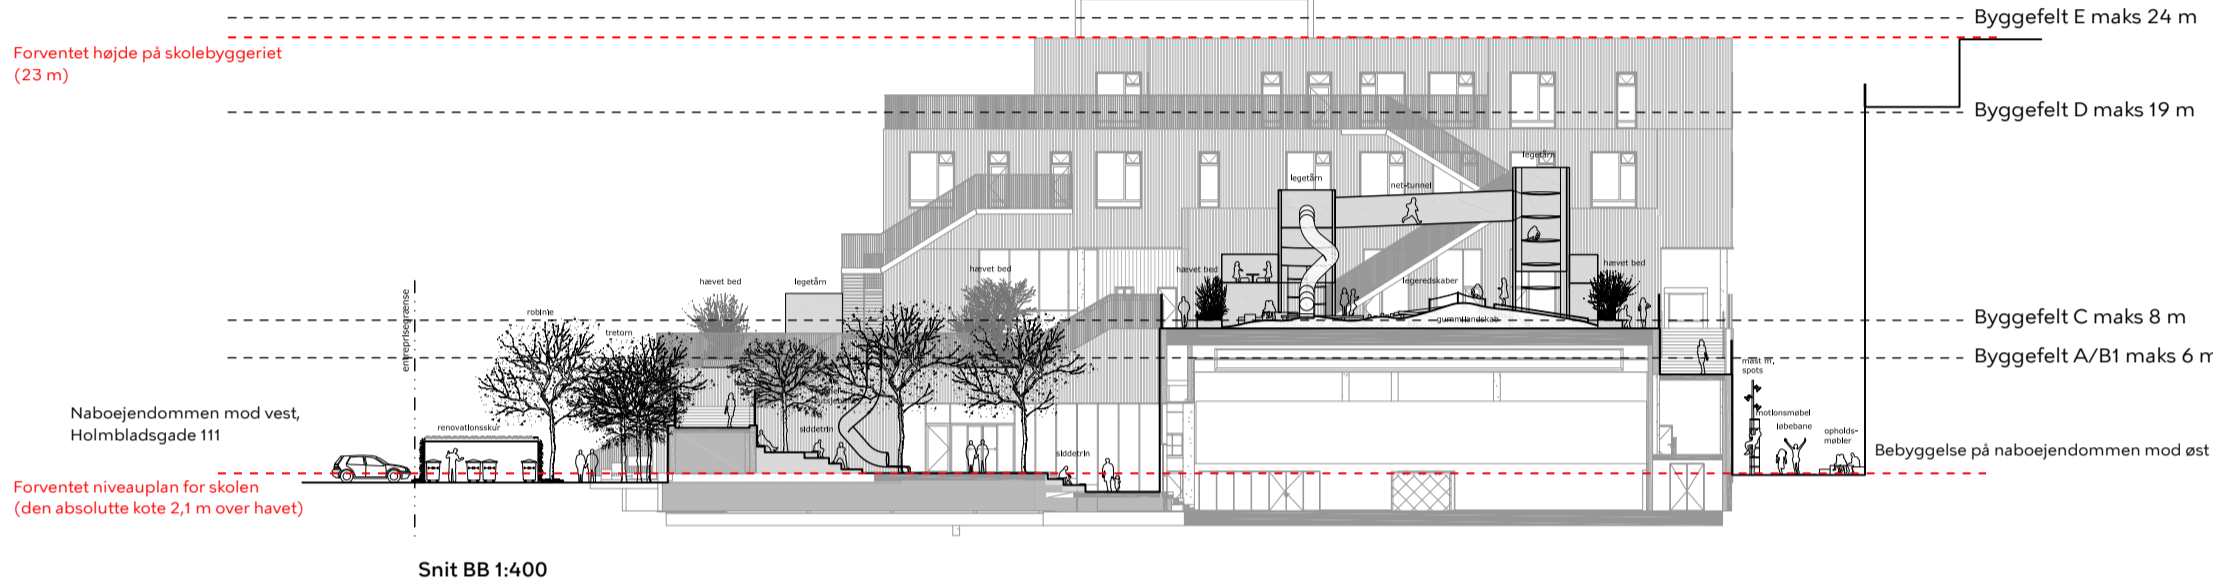 Byggefelt E maks 24 m
Forventet højde på skolebyggeriet
(23 m)
Byggefelt D maks 19 m
legetårn
legetårn
net-tunnel
hævet bed
hævet bed
hævet bed
hævet bed
legetårn
legeredskaber
gummilandskab
robinie
tretorn
entreprisegrænse
Byggefelt C maks 8 m
Byggefelt A/B1 maks 6 m
mast m.
spots
Naboejendommen mod vest,
Holmbladsgade 111
renovationsskur
siddetrin
siddetrin
motionsmøbel
løbebane
opholds-
møbler
Bebyggelse på naboejendommen mod øst
Forventet niveauplan for skolen
(den absolutte kote 2,1 m over havet)
Snit BB 1:400